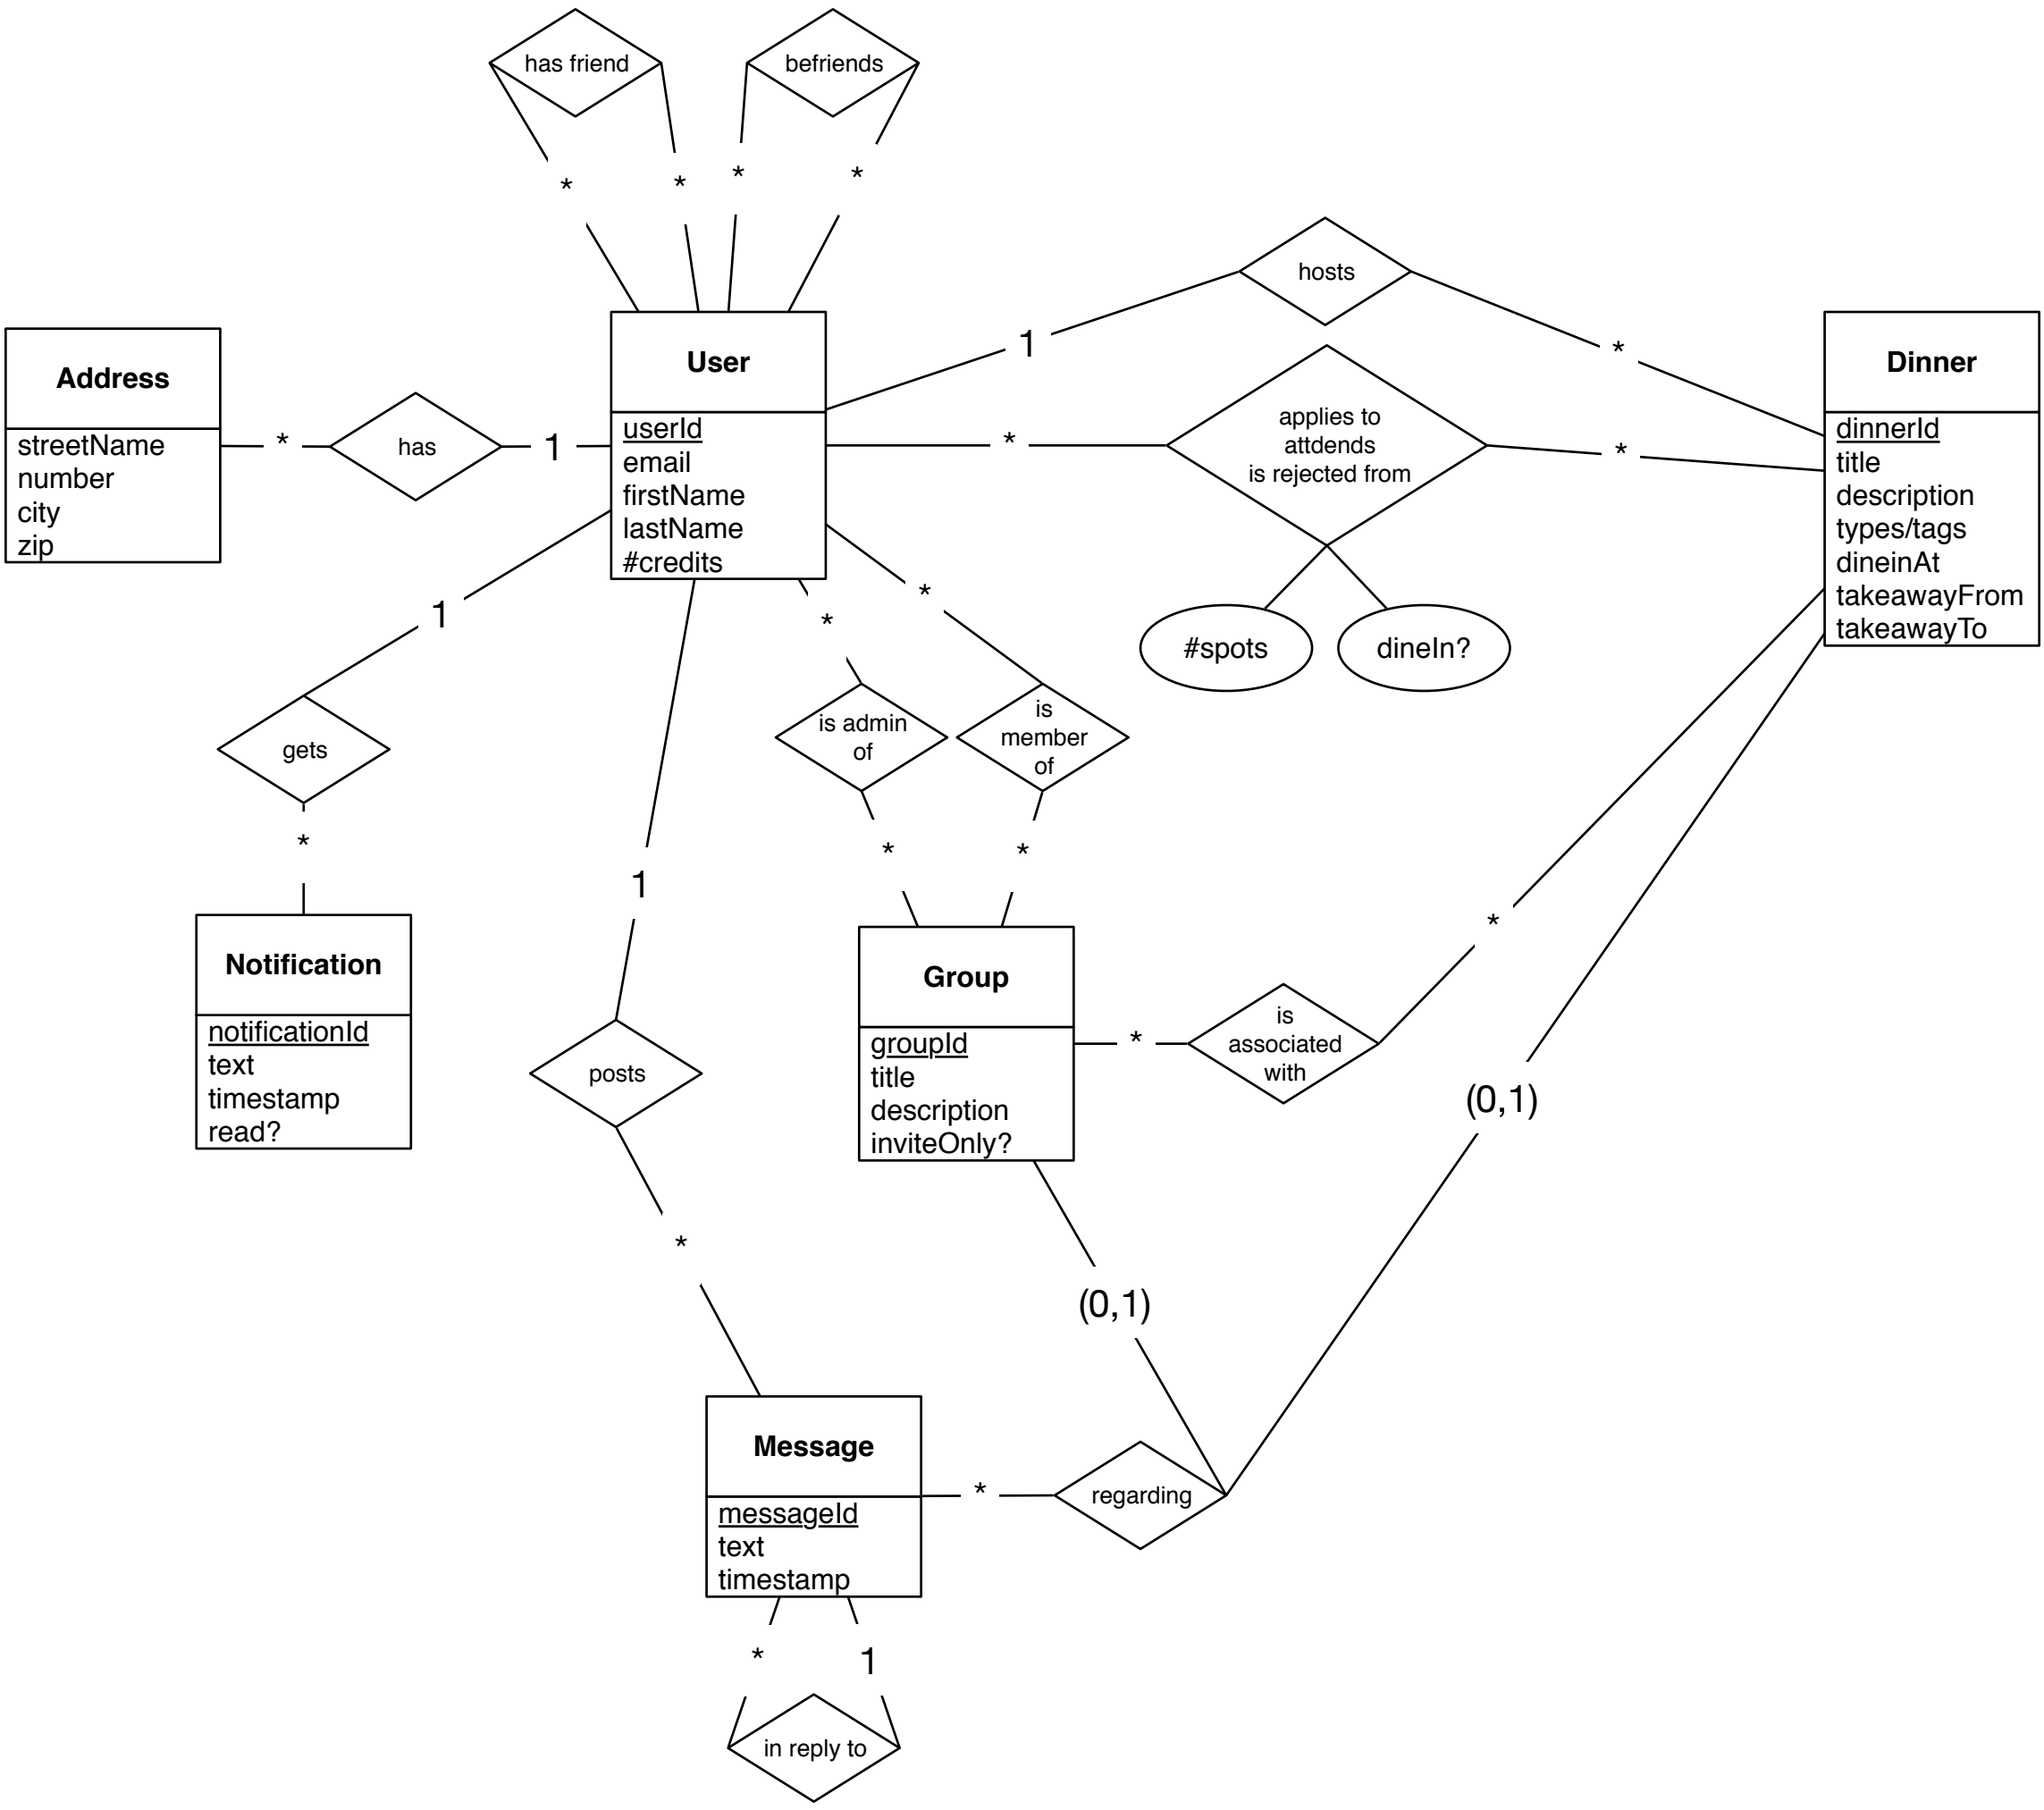 has friend
befriends
*
*
*
*
hosts
1
*
Address
streetName
number
city
zip
*
has
1
User
userId
email
firstName
lastName
#credits
*
applies to
attdends
is rejected from
*
#spots
dineIn?
Dinner
dinnerId
title
description
types/tags
dineinAt
takeawayFrom
takeawayTo
1
gets
*
*
*
is admin
of
is
member
of
*
*
1
Notification
notificationId
text
timestamp
read?
posts
*
Group
groupId
title
description
inviteOnly?
*
is
associated
with
*
(0,1)
(0,1)
Message
messageId
text
timestamp
*
regarding
*
1
in reply to